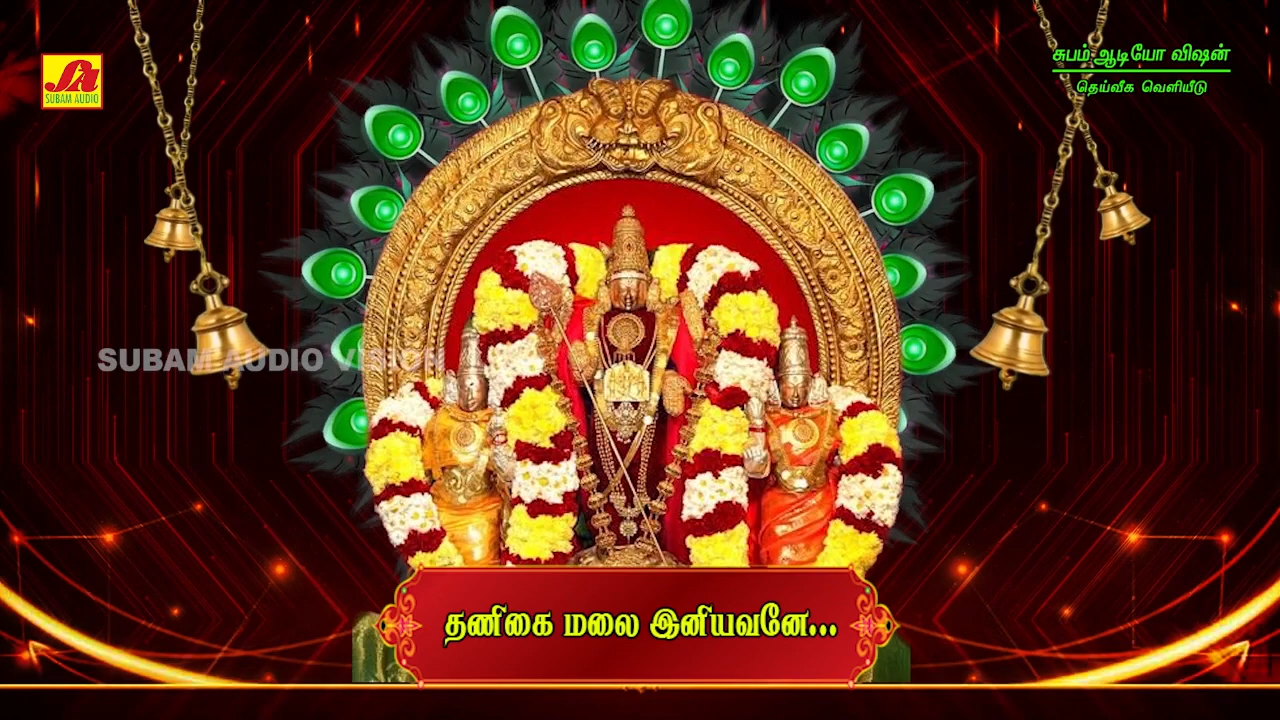 SUBAM AUDIO
சுபம் ஆடியோ விஷன்
தெய்வீக வெளியீடு
SUBAM AUDIO VISION
தணிகை மலை இனியவனே...